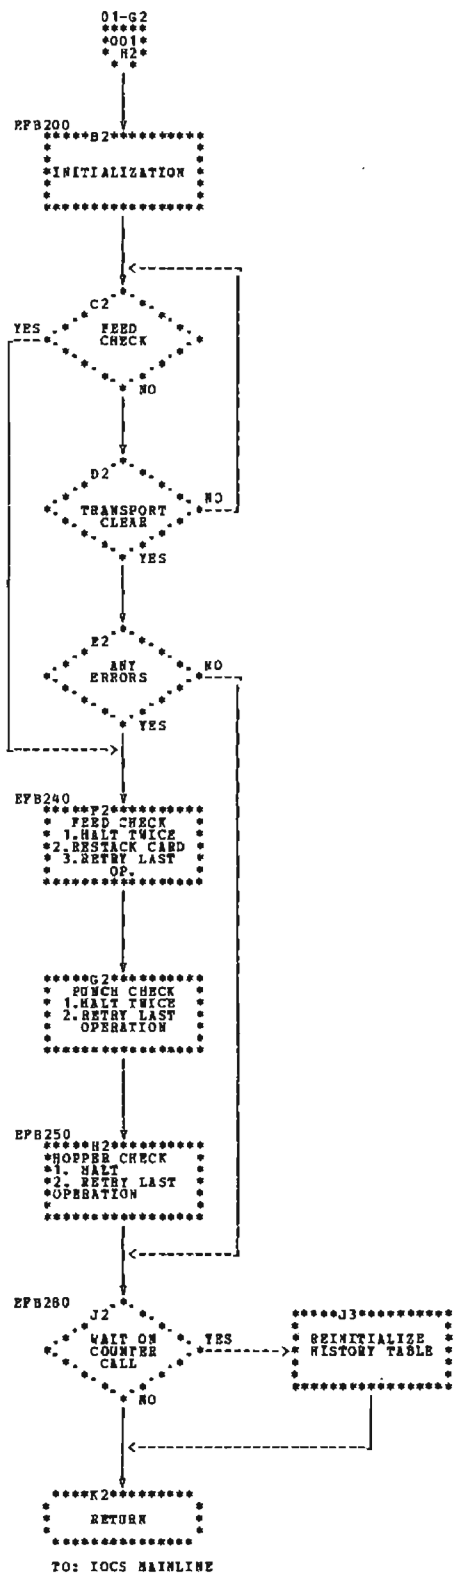 01-G2
*001*
* H2*
EFB200
B2
INITIALIZATION
C2
YES
FEED
CHECK
NO
D2
NO
TRANSPORT
CLEAR
YES
E2
NO
ANY
ERRORS
YES
EFB240
F2
FEED CHECK
1.HALT TWICE
2.RESTACK CARD
3.RETRY LAST
OP.
G2
PUNCH CHECK
1.HALT TWICE
2.RETRY LAST
OPERATION
EFB250
H2
HOPPER CHECK
1. HALT
2. RETRY LAST
OPERATION
EFB280
J2
WAIT ON
COUNTER
CALL
YES
NO
J3
REINITIALIZE
HISTORY TABLE
K2
RETURN
TO: IOCS MAINLINE